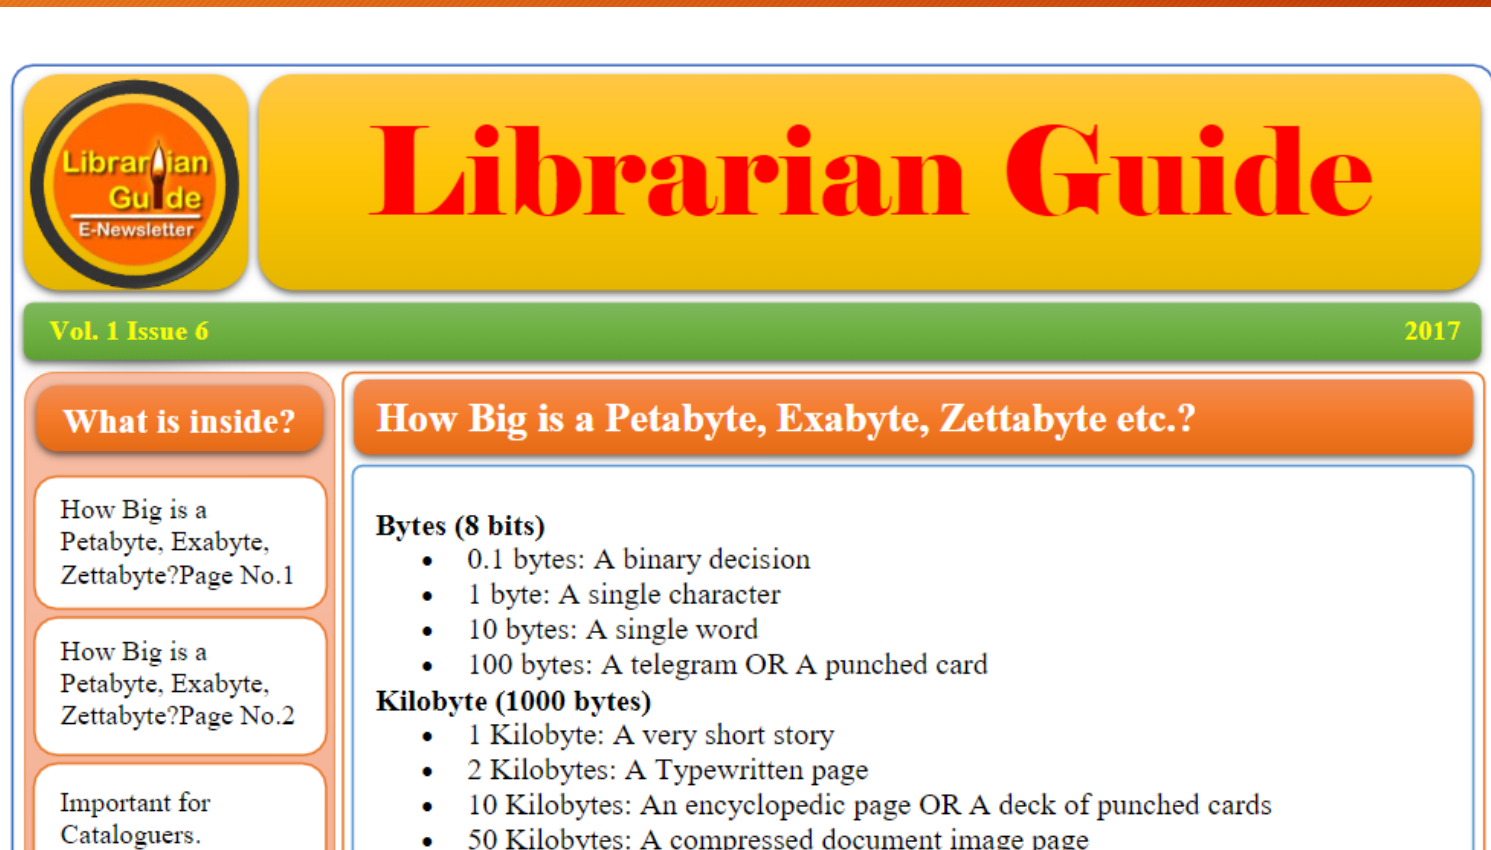 Librarian
Guide
E-Newsletter
Librarian Guide
Vol. 1 Issue 6
2017
What is inside?
How Big is a
Petabyte, Exabyte,
Zettabyte?Page No.1
How Big is a
Petabyte, Exabyte,
Zettabyte?Page No.2
Important for
Cataloguers.
How Big is a Petabyte, Exabyte, Zettabyte etc.?
Bytes (8 bits)
• 0.1 bytes: A binary decision
• 1 byte: A single character
• 10 bytes: A single word
• 100 bytes: A telegram OR A punched card
Kilobyte (1000 bytes)
• 1 Kilobyte: A very short story
• 2 Kilobytes: A Typewritten page
• 10 Kilobytes: An encyclopedic page OR A deck of punched cards
• 50 Kilobytes: A compressed document image page